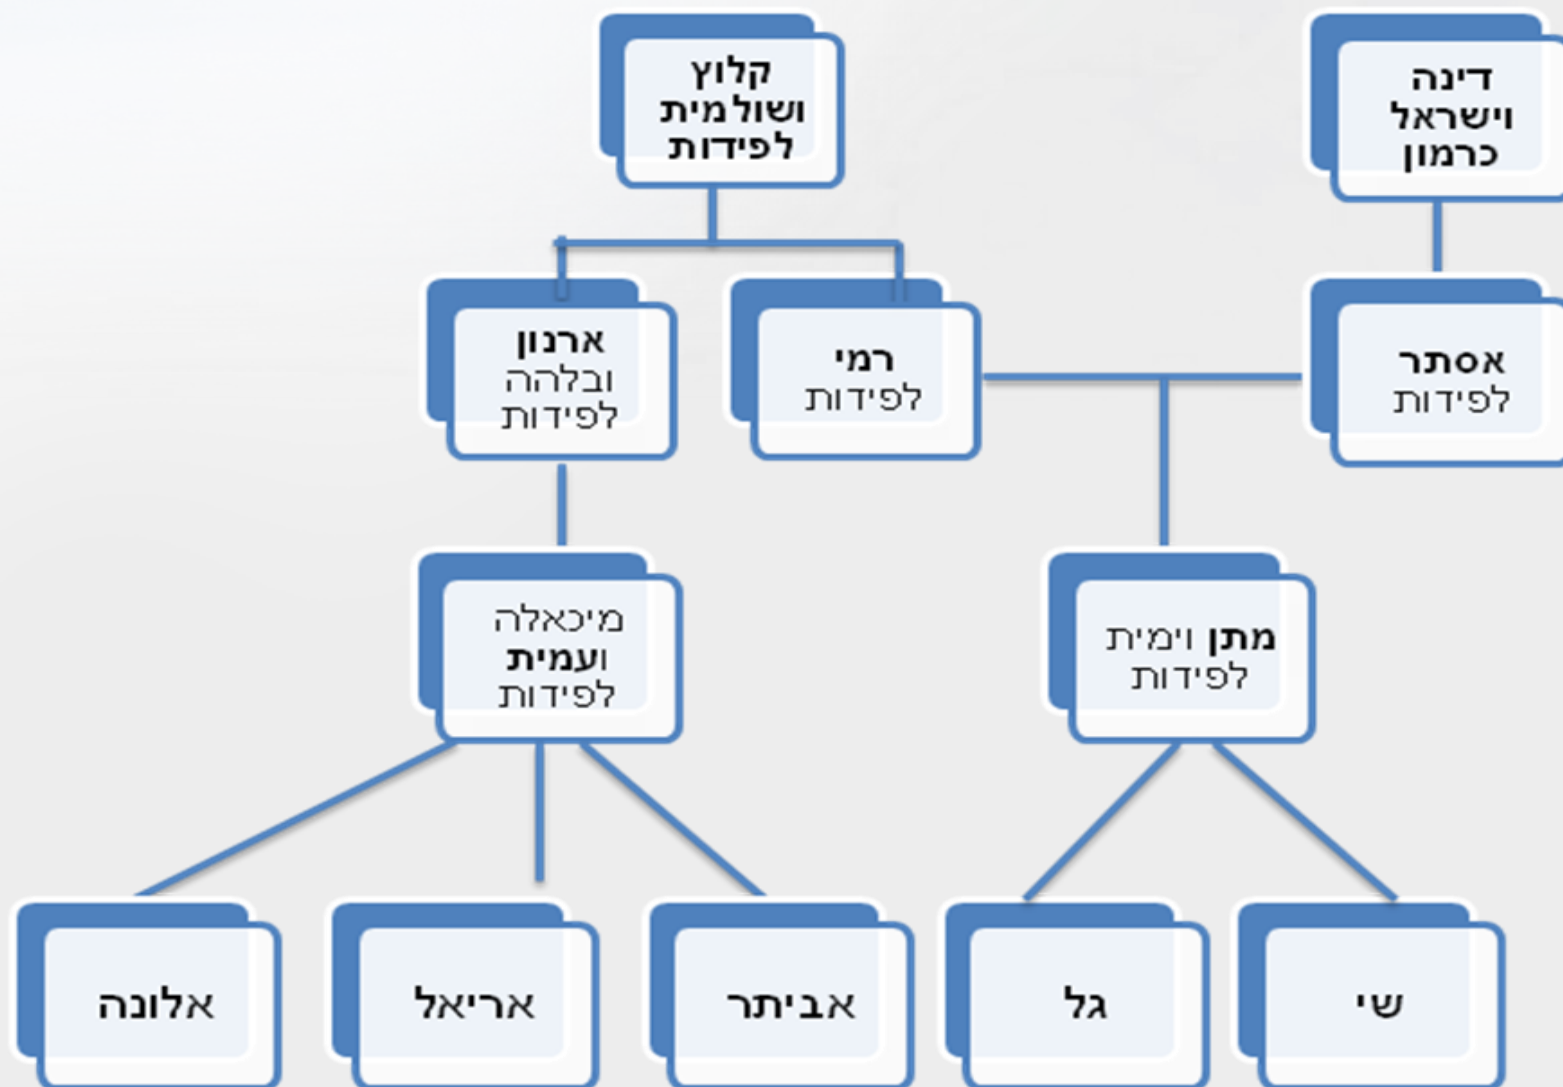 דינה
וישראל
כרמון
קלוץ
ושולמית
לפידות
אסתר
לפידות
רמי
לפידות
ארנון
ובלהה
לפידות
מתן וימית
לפידות
מיכאלה
ועמית
לפידות
שי
גל
אביתר
אריאל
אלונה